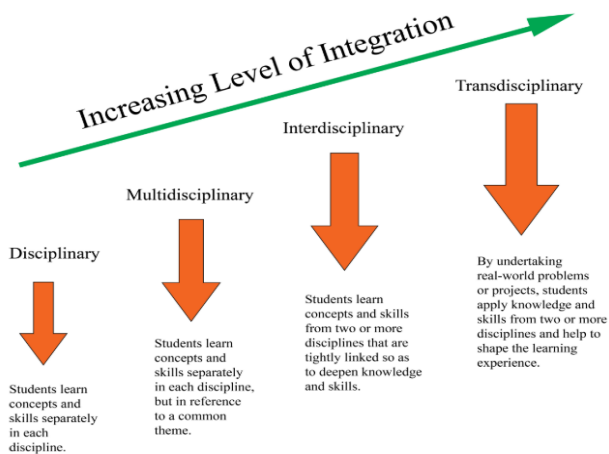 Increasing Level of Integration
Disciplinary
Students learn
concepts and
skills separately
in each
discipline.
Multidisciplinary
Students learn
concepts and
skills separately
in each discipline,
but in reference
to a common
theme.
Interdisciplinary
Students learn
concepts and skills
from two or more
disciplines that are
tightly linked so as
to deepen knowledge
and skills.
Transdisciplinary
By undertaking
real-world problems
or projects, students
apply knowledge and
skills from two or more
disciplines and help to
shape the learning
experience.